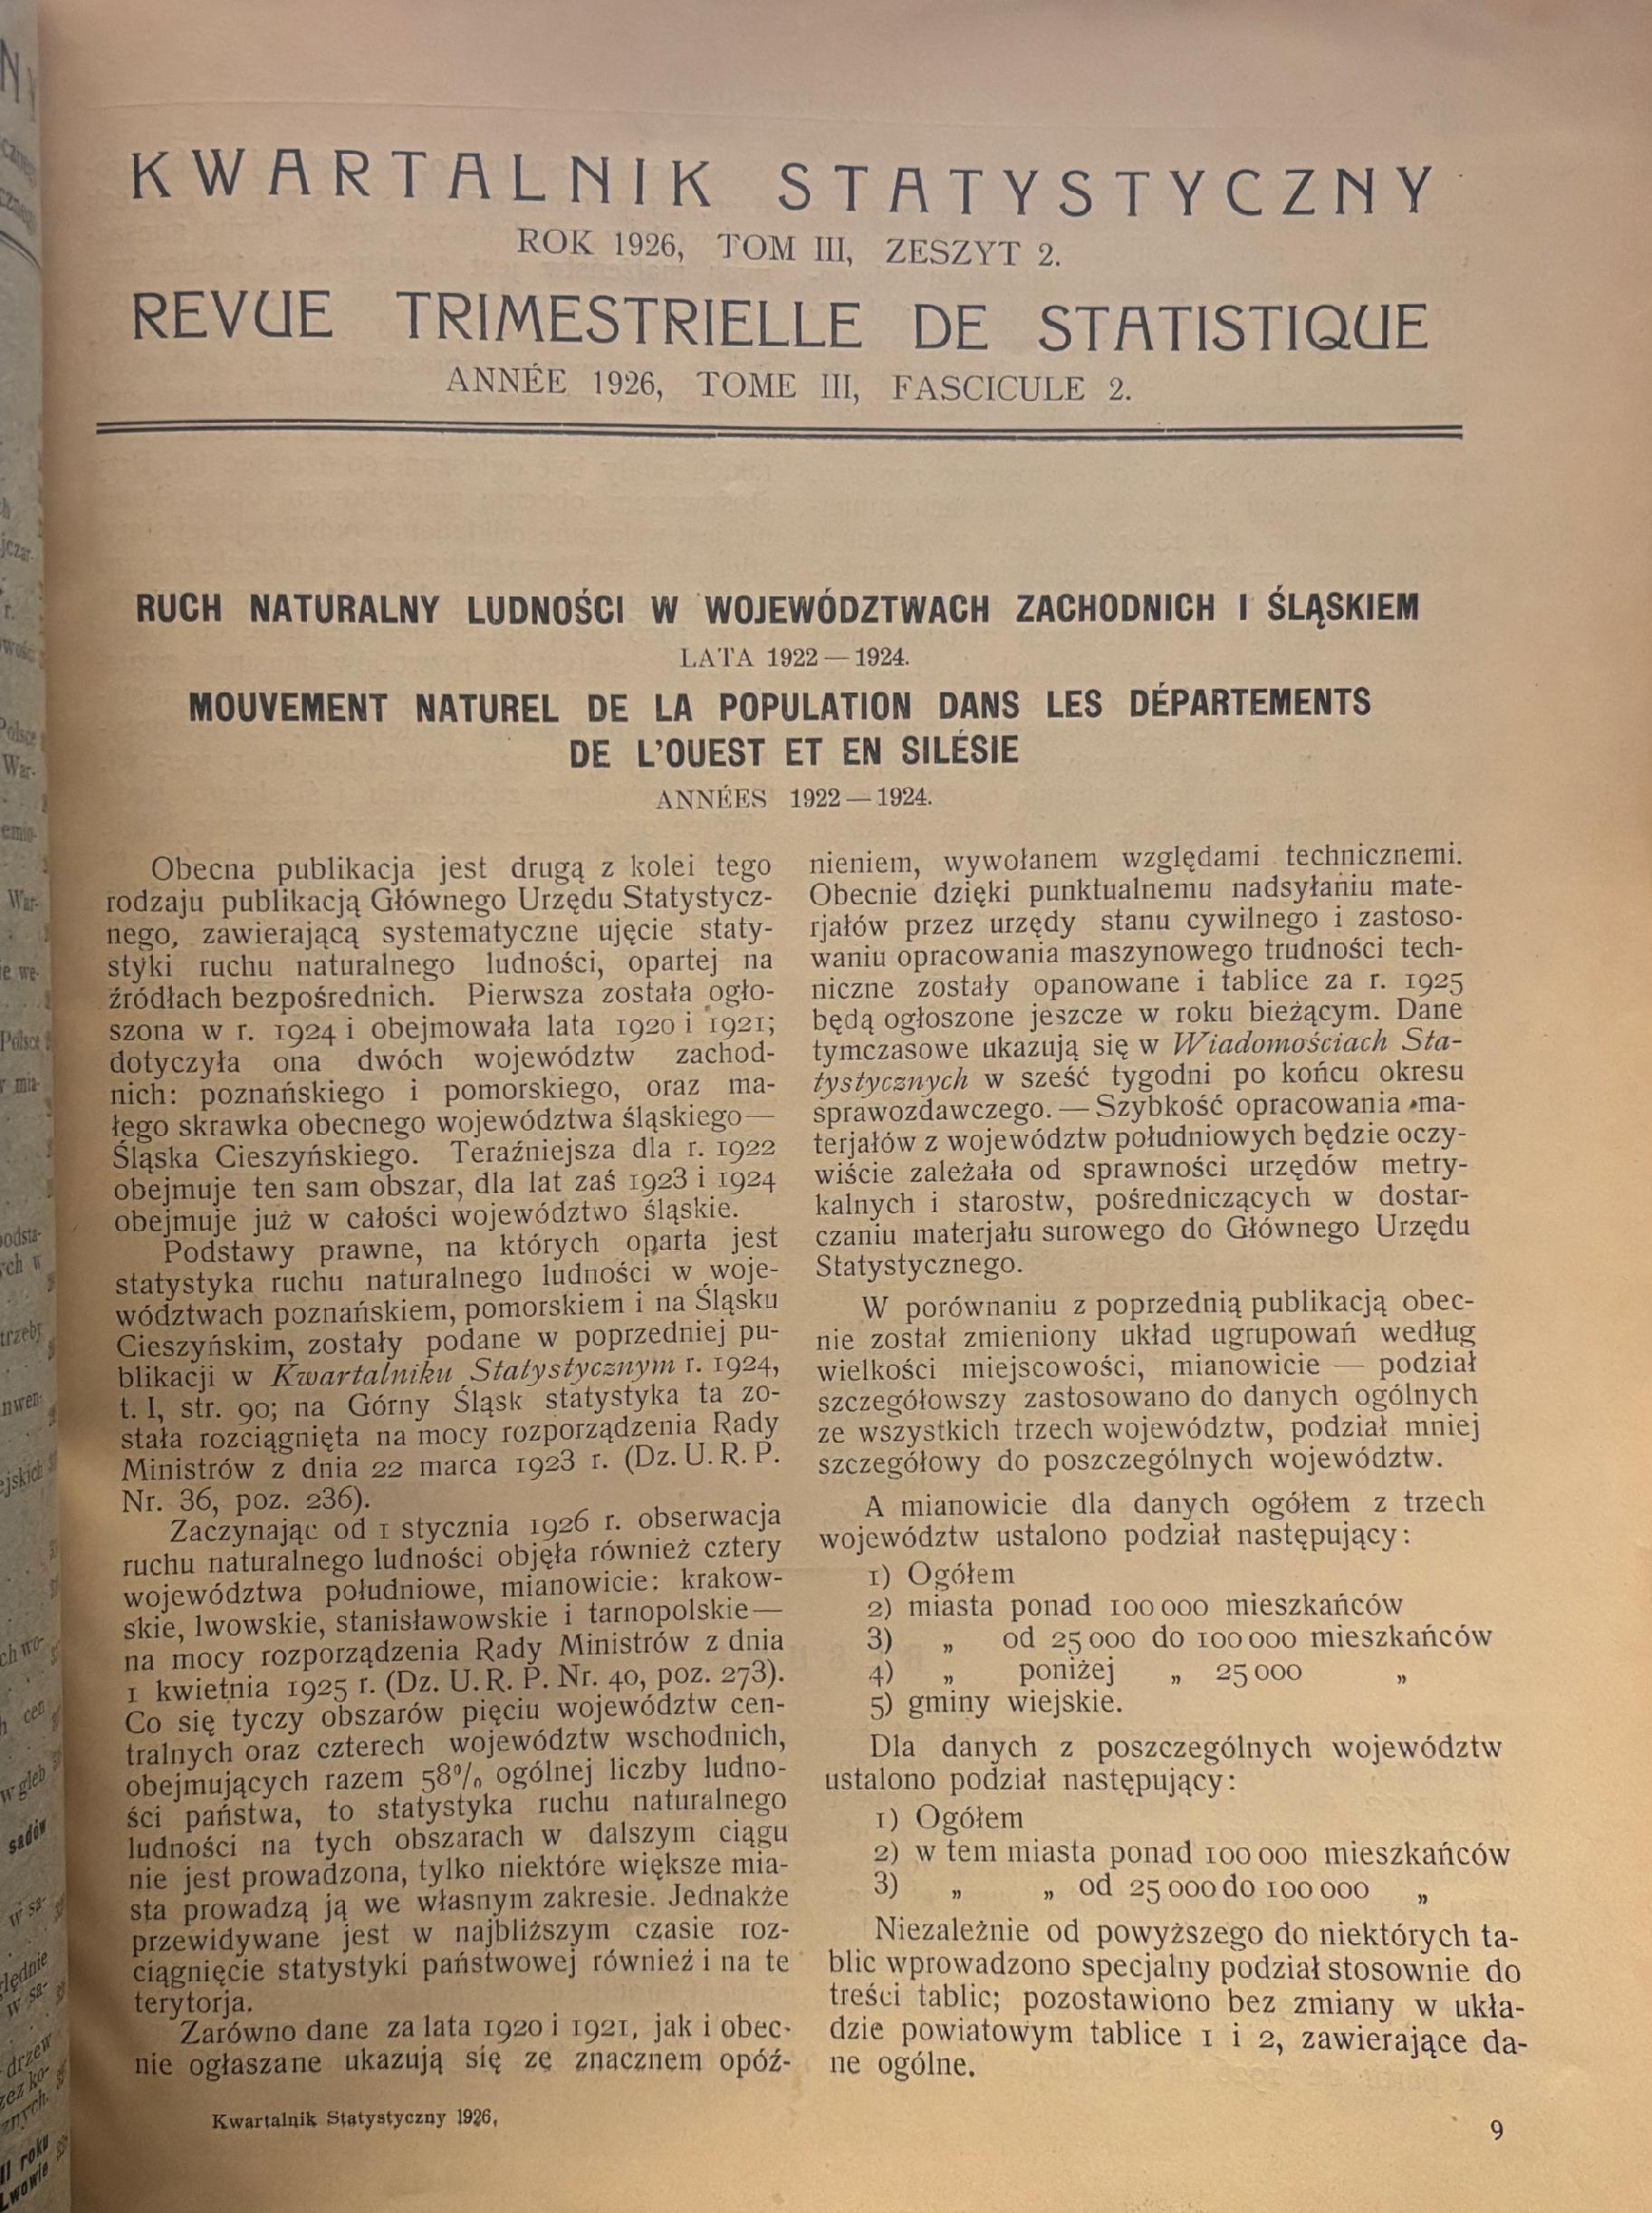 KWARTALNIK STATYSTYCZNY
ROK 1926, TOM III, ZESZYT 2.
REVUE TRIMESTRIELLE DE STATISTIQUE
ANNÉE 1926, TOME III, FASCICULE 2.
RUCH NATURALNY LUDNOŚCI W WOJEWÓDZTWACH ZACHODNICH I ŚLĄSKIEM
LATA 1922 — 1924.
MOUVEMENT NATUREL DE LA POPULATION DANS LES DÉPARTEMENTS
DE L'OUEST ET EN SILÉSIE
ANNÉES 1922 — 1924.
Obecna publikacja jest drugą z kolei tego
rodzaju publikacją Głównego Urzędu Statystycz-
nego, zawierającą systematyczne ujęcie staty-
styki ruchu naturalnego ludności, opartej na
źródłach bezpośrednich. Pierwsza została ogło-
szona w r. 1924 i obejmowała lata 1920 i 1921;
dotyczyła ona dwóch województw zachod-
nich: poznańskiego i pomorskiego, oraz ma-
łego skrawka obecnego województwa śląskiego—
Śląska Cieszyńskiego. Teraźniejsza dla r. 1922
obejmuje ten sam obszar, dla lat zaś 1923 i 1924
obejmuje już w całości województwo śląskie.
Podstawy prawne, na których oparta jest
statystyka ruchu naturalnego ludności w woje-
wództwach poznańskiem, pomorskiem i na Śląsku
Cieszyńskim, zostały podane w poprzedniej pu-
blikacji w Kwartalniku Statystycznym r. 1924,
t. I, str. 90; na Górny Śląsk statystyka ta zo-
stała rozciągnięta na mocy rozporządzenia Rady
Ministrów z dnia 22 marca 1923 r. (Dz. U. R. P.
Nr. 36, poz. 236).
Zaczynając od 1 stycznia 1926 r. obserwacja
ruchu naturalnego ludności objęła również cztery
województwa południowe, mianowicie: krakow-
skie, lwowskie, stanisławowskie i tarnopolskie—
na mocy rozporządzenia Rady Ministrów z dnia
1 kwietnia 1925 r. (Dz. U. R. P. Nr. 40, poz. 273).
Co się tyczy obszarów pięciu województw cen-
tralnych oraz czterech województw wschodnich,
obejmujących razem 58% ogólnej liczby ludno-
ści państwa, to statystyka ruchu naturalnego
ludności na tych obszarach w dalszym ciągu
nie jest prowadzona, tylko niektóre większe mia-
sta prowadzą ją we własnym zakresie. Jednakże
przewidywane jest w najbliższym czasie roz-
ciągnięcie statystyki państwowej również i na te
terytorja.
Zarówno dane za lata 1920 i 1921, jak i obec-
nie ogłaszane ukazują się ze znacznem opóź-
nieniem, wywołanem względami technicznemi.
Obecnie dzięki punktualnemu nadsyłaniu mate-
rjałów przez urzędy stanu cywilnego i zastoso-
waniu opracowania maszynowego trudności tech-
niczne zostały opanowane i tablice za r. 1925
będą ogłoszone jeszcze w roku bieżącym. Dane
tymczasowe ukazują się w Wiadomościach Sta-
tystycznych w sześć tygodni po końcu okresu
sprawozdawczego. — Szybkość opracowania ma-
terjałów z województw południowych będzie oczy-
wiście zależała od sprawności urzędów metry-
kalnych i starostw, pośredniczących w dostar-
czaniu materjału surowego do Głównego Urzędu
Statystycznego.
W porównaniu z poprzednią publikacją obec-
nie został zmieniony układ ugrupowań według
wielkości miejscowości, mianowicie — podział
szczegółowszy zastosowano do danych ogólnych
ze wszystkich trzech województw, podział mniej
szczegółowy do poszczególnych województw.
A mianowicie dla danych ogółem z trzech
województw ustalono podział następujący:
1) Ogółem
2) miasta ponad 100 000 mieszkańców
3) „ od 25 000 do 100 000 mieszkańców
4) „ poniżej „ 25 000 „
5) gminy wiejskie.
Dla danych z poszczególnych województw
ustalono podział następujący:
1) Ogółem
2) w tem miasta ponad 100 000 mieszkańców
3) „ „ od 25 000 do 100 000 „
Niezależnie od powyższego do niektórych ta-
blic wprowadzono specjalny podział stosownie do
treści tablic; pozostawiono bez zmiany w ukła-
dzie powiatowym tablice 1 i 2, zawierające da-
ne ogólne.
Kwartalnik Statystyczny 1926,
9